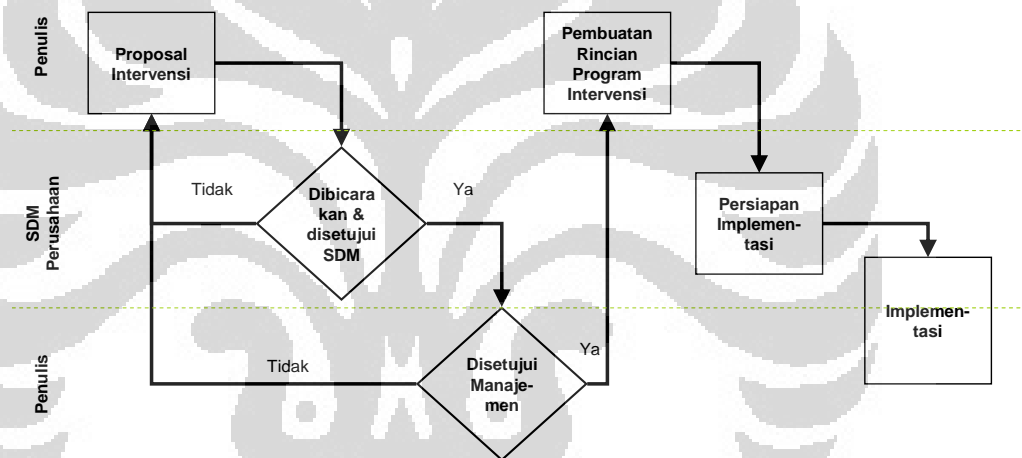 Penulis
Proposal
Intervensi
Pembuatan
Rincian
Program
Intervensi
SDM
Perusahaan
Tidak
Dibicara
kan &
disetujui
SDM
Ya
Persiapan
Implemen-
tasi
Implemen-
tasi
Penulis
Tidak
Disetujui
Manaje-
men
Ya